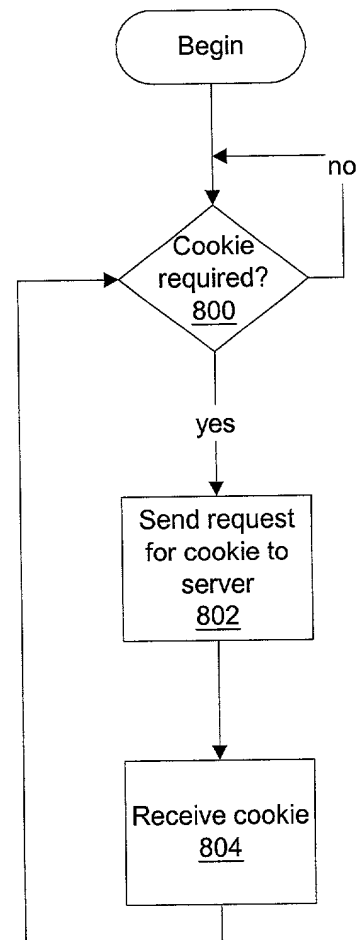 Begin
no
Cookie
required?
800
yes
Send request
for cookie to
server
802
Receive cookie
804